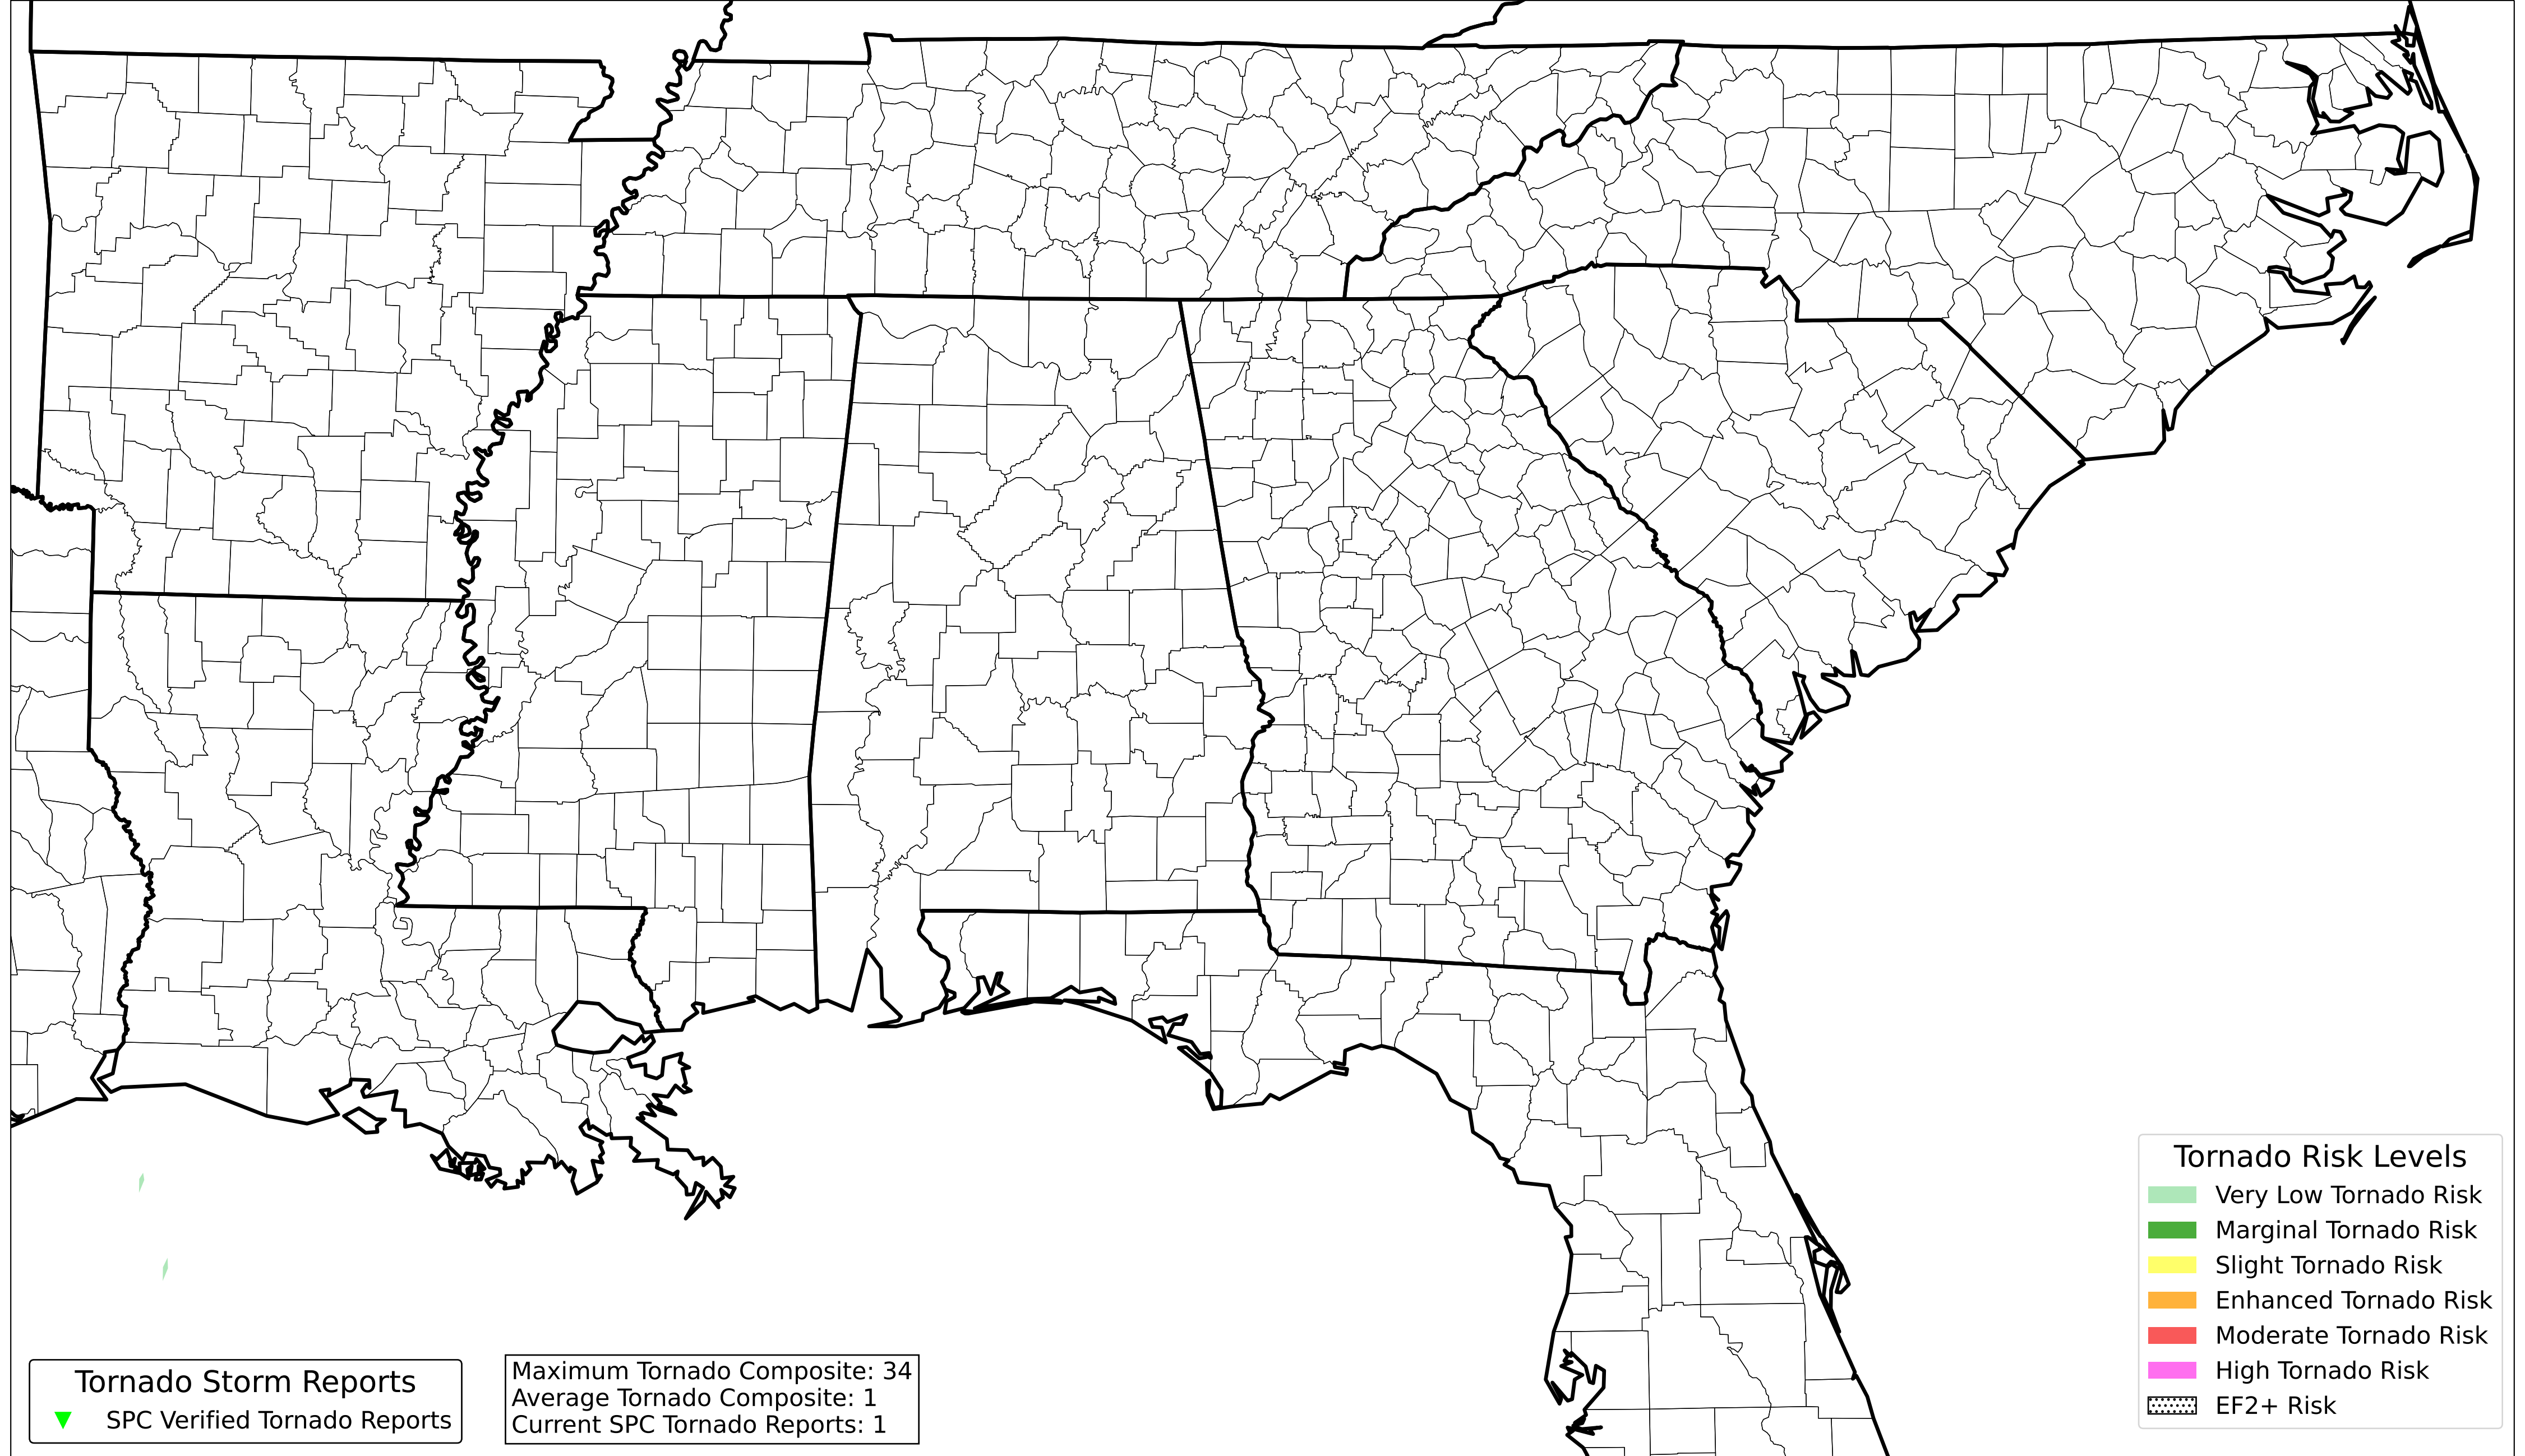 Tornado Storm Reports
SPC Verified Tornado Reports
Maximum Tornado Composite: 34
Average Tornado Composite: 1
Current SPC Tornado Reports: 1
Tornado Risk Levels
Very Low Tornado Risk
Marginal Tornado Risk
Slight Tornado Risk
Enhanced Tornado Risk
Moderate Tornado Risk
High Tornado Risk
EF2+ Risk